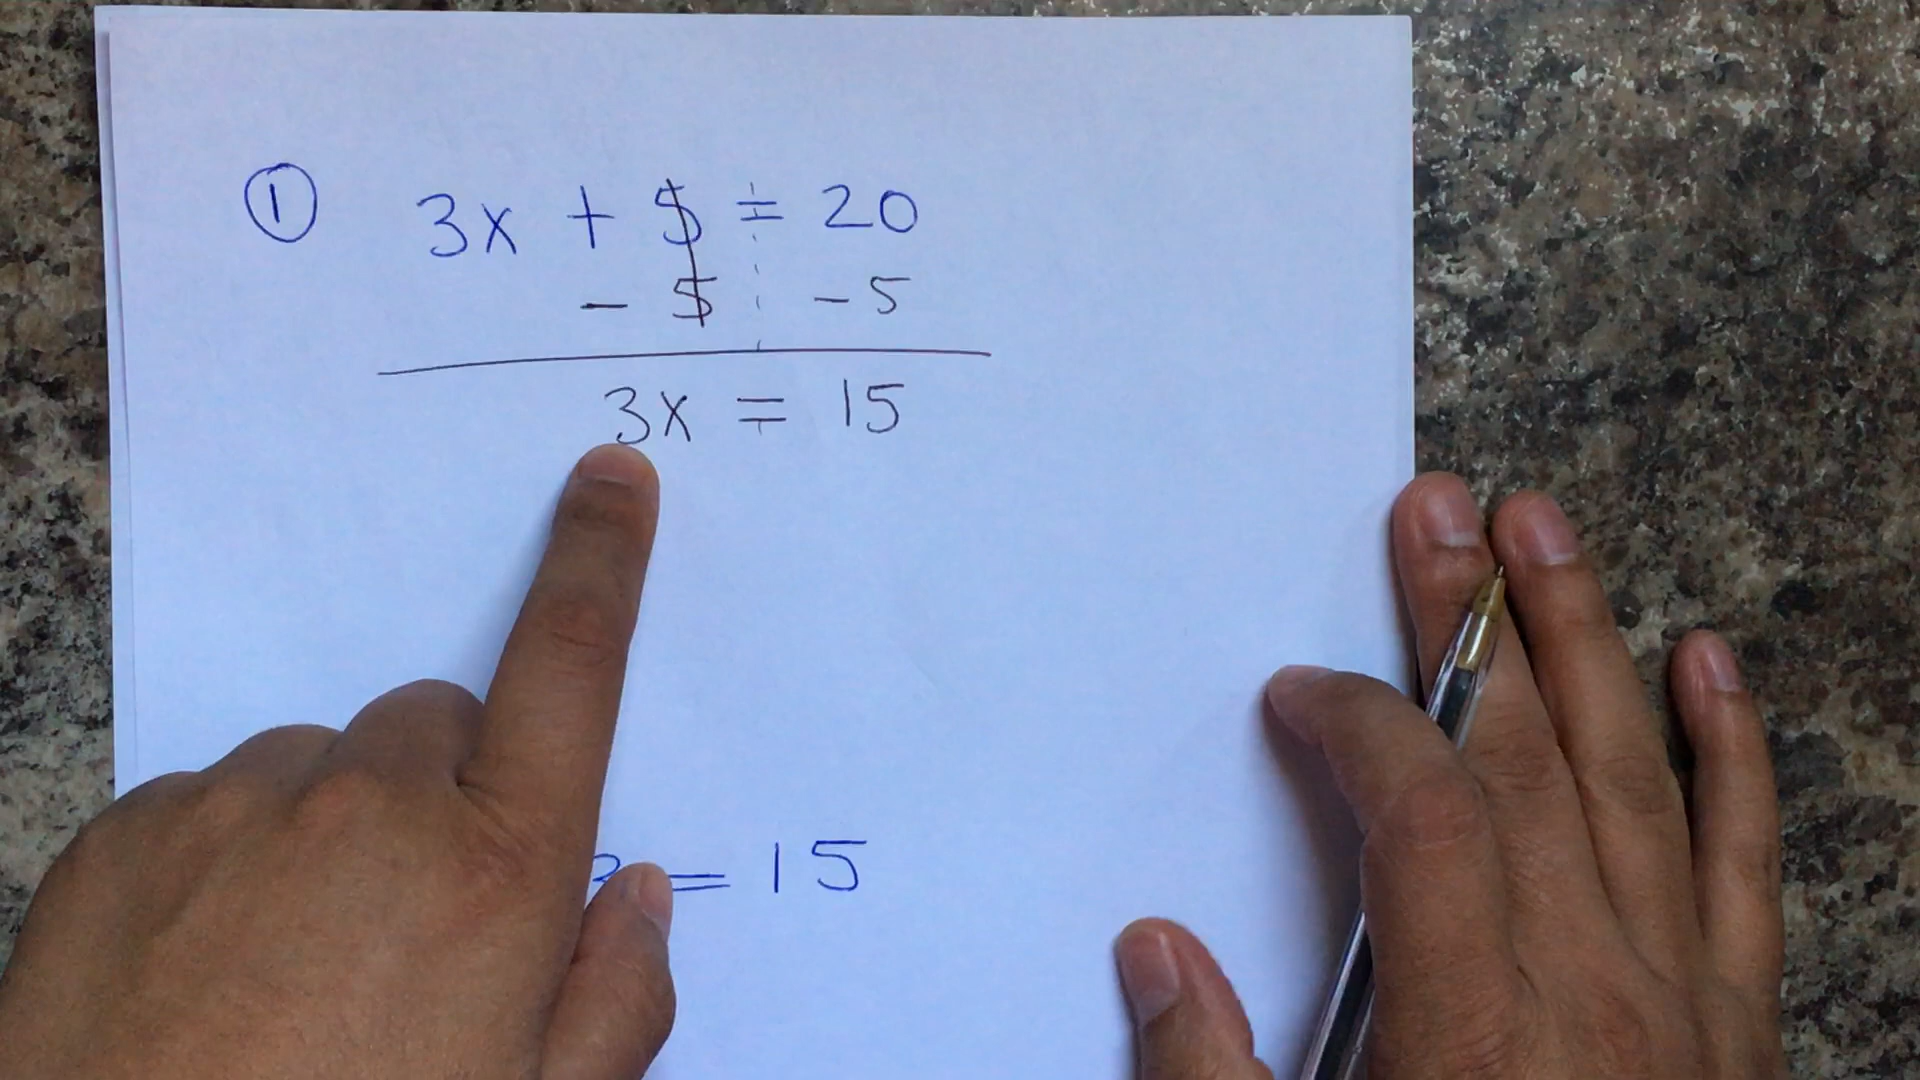 ① 3x + 5 = 20
- 5 - 5
3x = 15
= 15